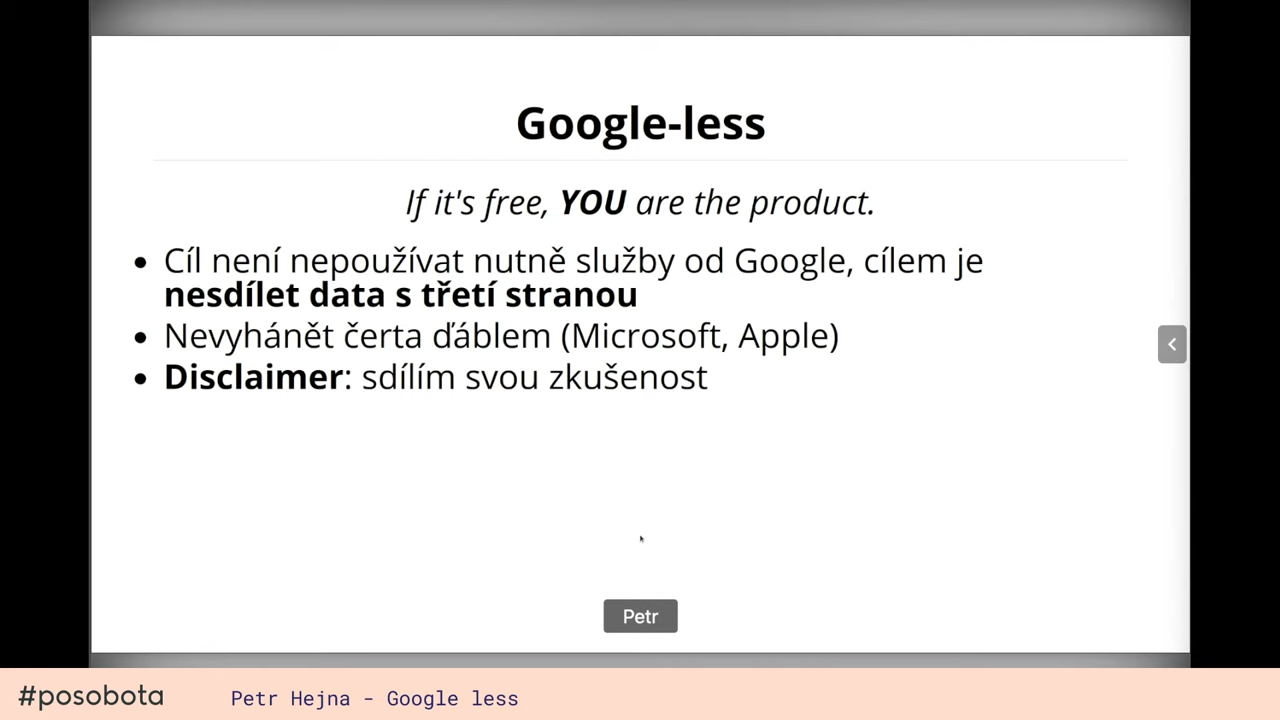 Google-less
If it's free, YOU are the product.
• Cíl není nepoužívat nutně služby od Google, cílem je
nesdílet data s třetí stranou
• Nevyhánět čerta ďáblem (Microsoft, Apple)
• Disclaimer: sdílím svou zkušenost
Petr
#posobota
Petr Hejna - Google less